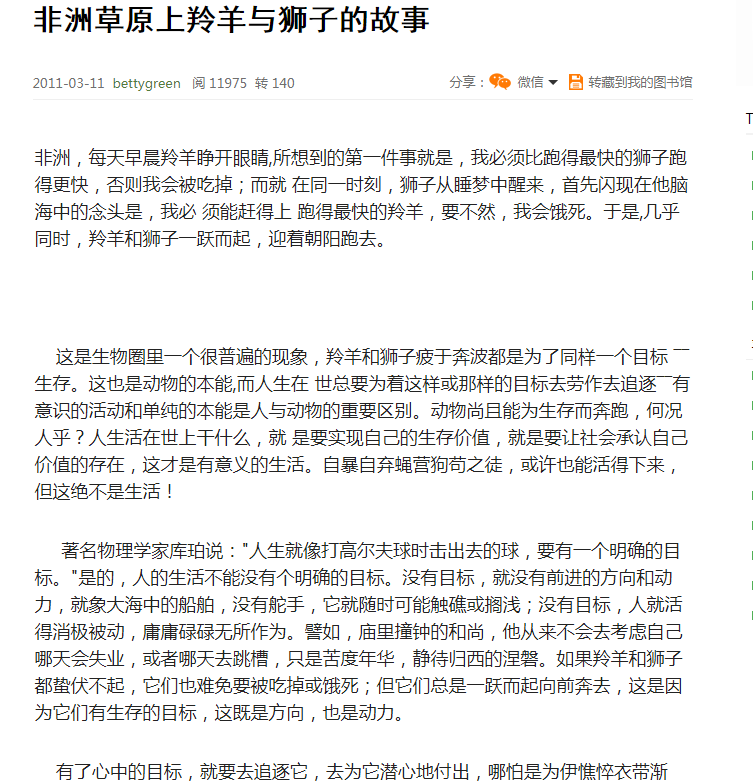 非洲草原上羚羊与狮子的故事
2011-03-11 bettygreen 阅 11975 转 140 分享： 微信 转藏到我的图书馆
非洲，每天早晨羚羊睁开眼睛,所想到的第一件事就是，我必须比跑得最快的狮子跑
得更快，否则我会被吃掉；而就 在同一时刻，狮子从睡梦中醒来，首先闪现在他脑
海中的念头是，我必 须能赶得上 跑得最快的羚羊，要不然，我会饿死。于是,几乎
同时，羚羊和狮子一跃而起，迎着朝阳跑去。
这是生物圈里一个很普遍的现象，羚羊和狮子疲于奔波都是为了同样一个目标 ￣
生存。这也是动物的本能,而人生在 世总要为着这样或那样的目标去劳作去追逐￣有
意识的活动和单纯的本能是人与动物的重要区别。动物尚且能为生存而奔跑，何况
人乎？人生活在世上干什么，就 是要实现自己的生存价值，就是要让社会承认自己
价值的存在，这才是有意义的生活。自暴自弃蝇营狗苟之徒，或许也能活得下来，
但这绝不是生活！
著名物理学家库珀说："人生就像打高尔夫球时击出去的球，要有一个明确的目
标。"是的，人的生活不能没有个明确的目标。没有目标，就没有前进的方向和动
力，就象大海中的船舶，没有舵手，它就随时可能触礁或搁浅；没有目标，人就活
得消极被动，庸庸碌碌无所作为。譬如，庙里撞钟的和尚，他从来不会去考虑自己
哪天会失业，或者哪天去跳槽，只是苦度年华，静待归西的涅磐。如果羚羊和狮子
都蛰伏不起，它们也难免要被吃掉或饿死；但它们总是一跃而起向前奔去，这是因
为它们有生存的目标，这既是方向，也是动力。
有了心中的目标，就要去追逐它，去为它潜心地付出，哪怕是为伊憔悴衣带渐